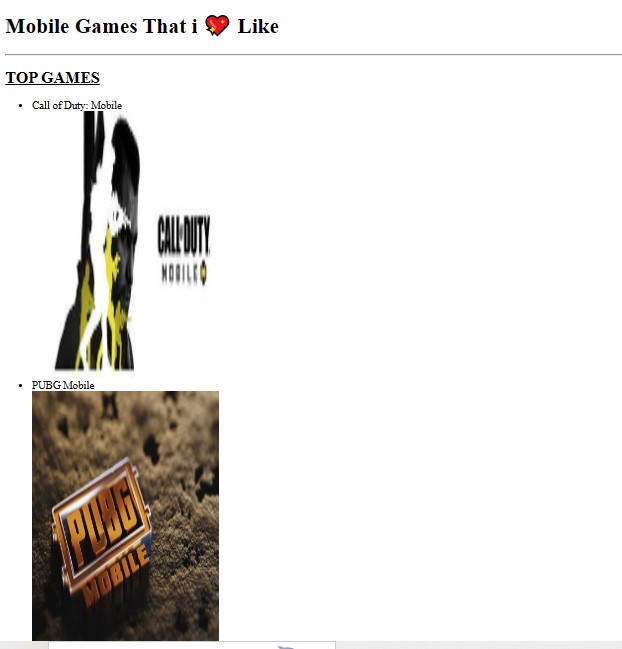 Mobile Games That i 💖 Like
TOP GAMES
Call of Duty: Mobile
CALL OF DUTY
MOBILE
PUBG Mobile
PUBG
MOBILE